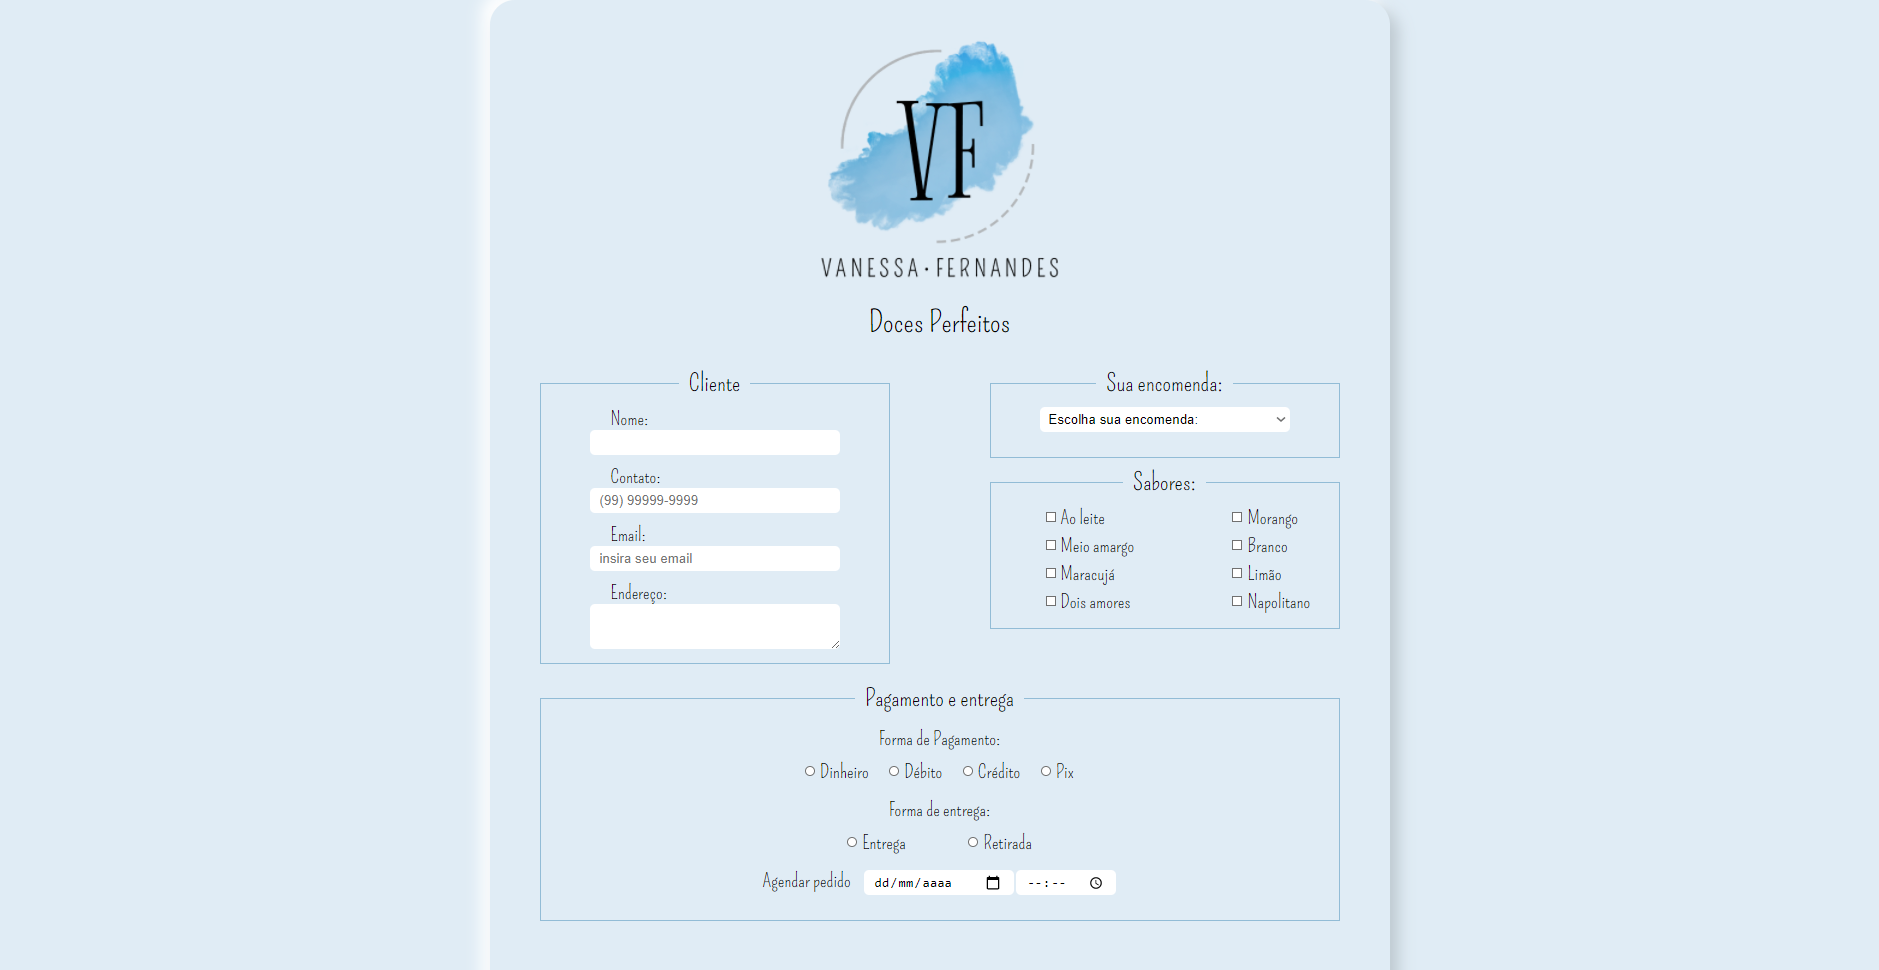 VF
VANESSA·FERNANDES
Doces Perfeitos
Cliente
Nome:
Contato:
(99) 99999-9999
Email:
insira seu email
Endereço:
Sua encomenda:
Escolha sua encomenda:
Sabores:
Ao leite
Morango
Meio amargo
Branco
Maracujá
Limão
Dois amores
Napolitano
Pagamento e entrega
Forma de Pagamento:
Dinheiro Débito Crédito Pix
Forma de entrega:
Entrega Retirada
Agendar pedido dd/mm/aaaa --:--